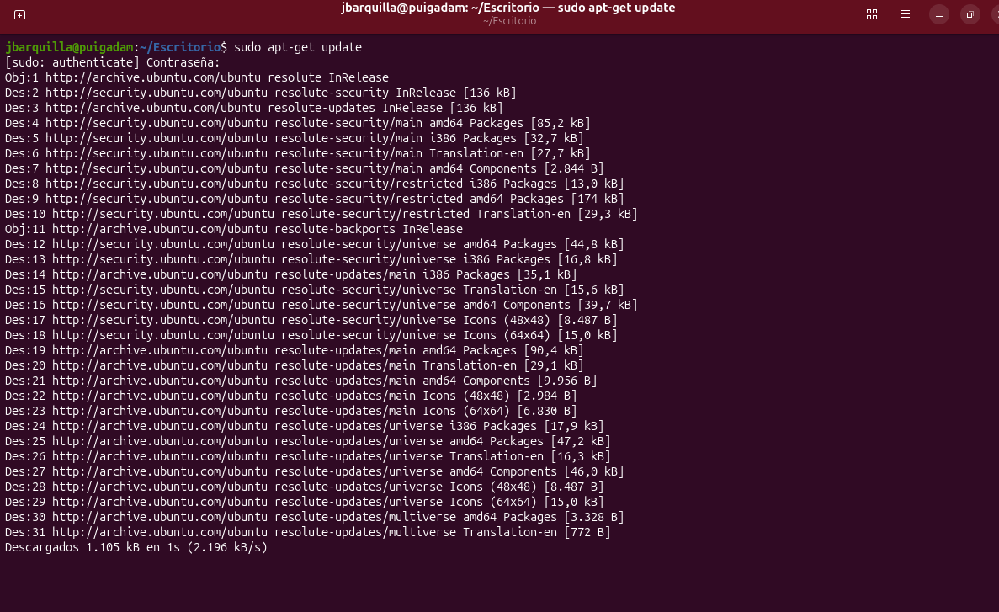 jbarquilla@puigadam: ~/Escritorio — sudo apt-get update
~/Escritorio
jbarquilla@puigadam:~/Escritorio$ sudo apt-get update
[sudo: authenticate] Contraseña:
Obj:1 http://archive.ubuntu.com/ubuntu resolute InRelease
Des:2 http://security.ubuntu.com/ubuntu resolute-security InRelease [136 kB]
Des:3 http://archive.ubuntu.com/ubuntu resolute-updates InRelease [136 kB]
Des:4 http://security.ubuntu.com/ubuntu resolute-security/main amd64 Packages [85,2 kB]
Des:5 http://security.ubuntu.com/ubuntu resolute-security/main i386 Packages [32,7 kB]
Des:6 http://security.ubuntu.com/ubuntu resolute-security/main Translation-en [27,7 kB]
Des:7 http://security.ubuntu.com/ubuntu resolute-security/main amd64 Components [2.844 B]
Des:8 http://security.ubuntu.com/ubuntu resolute-security/restricted i386 Packages [13,0 kB]
Des:9 http://security.ubuntu.com/ubuntu resolute-security/restricted amd64 Packages [174 kB]
Des:10 http://security.ubuntu.com/ubuntu resolute-security/restricted Translation-en [29,3 kB]
Obj:11 http://archive.ubuntu.com/ubuntu resolute-backports InRelease
Des:12 http://security.ubuntu.com/ubuntu resolute-security/universe amd64 Packages [44,8 kB]
Des:13 http://security.ubuntu.com/ubuntu resolute-security/universe i386 Packages [16,8 kB]
Des:14 http://archive.ubuntu.com/ubuntu resolute-updates/main i386 Packages [35,1 kB]
Des:15 http://security.ubuntu.com/ubuntu resolute-security/universe Translation-en [15,6 kB]
Des:16 http://security.ubuntu.com/ubuntu resolute-security/universe amd64 Components [39,7 kB]
Des:17 http://security.ubuntu.com/ubuntu resolute-security/universe Icons (48x48) [8.487 B]
Des:18 http://security.ubuntu.com/ubuntu resolute-security/universe Icons (64x64) [15,0 kB]
Des:19 http://archive.ubuntu.com/ubuntu resolute-updates/main amd64 Packages [90,4 kB]
Des:20 http://archive.ubuntu.com/ubuntu resolute-updates/main Translation-en [29,1 kB]
Des:21 http://archive.ubuntu.com/ubuntu resolute-updates/main amd64 Components [9.956 B]
Des:22 http://archive.ubuntu.com/ubuntu resolute-updates/main Icons (48x48) [2.984 B]
Des:23 http://archive.ubuntu.com/ubuntu resolute-updates/main Icons (64x64) [6.830 B]
Des:24 http://archive.ubuntu.com/ubuntu resolute-updates/universe i386 Packages [17,9 kB]
Des:25 http://archive.ubuntu.com/ubuntu resolute-updates/universe amd64 Packages [47,2 kB]
Des:26 http://archive.ubuntu.com/ubuntu resolute-updates/universe Translation-en [16,3 kB]
Des:27 http://archive.ubuntu.com/ubuntu resolute-updates/universe amd64 Components [46,0 kB]
Des:28 http://archive.ubuntu.com/ubuntu resolute-updates/universe Icons (48x48) [8.487 B]
Des:29 http://archive.ubuntu.com/ubuntu resolute-updates/universe Icons (64x64) [15,0 kB]
Des:30 http://archive.ubuntu.com/ubuntu resolute-updates/multiverse amd64 Packages [3.328 B]
Des:31 http://archive.ubuntu.com/ubuntu resolute-updates/multiverse Translation-en [772 B]
Descargados 1.105 kB en 1s (2.196 kB/s)